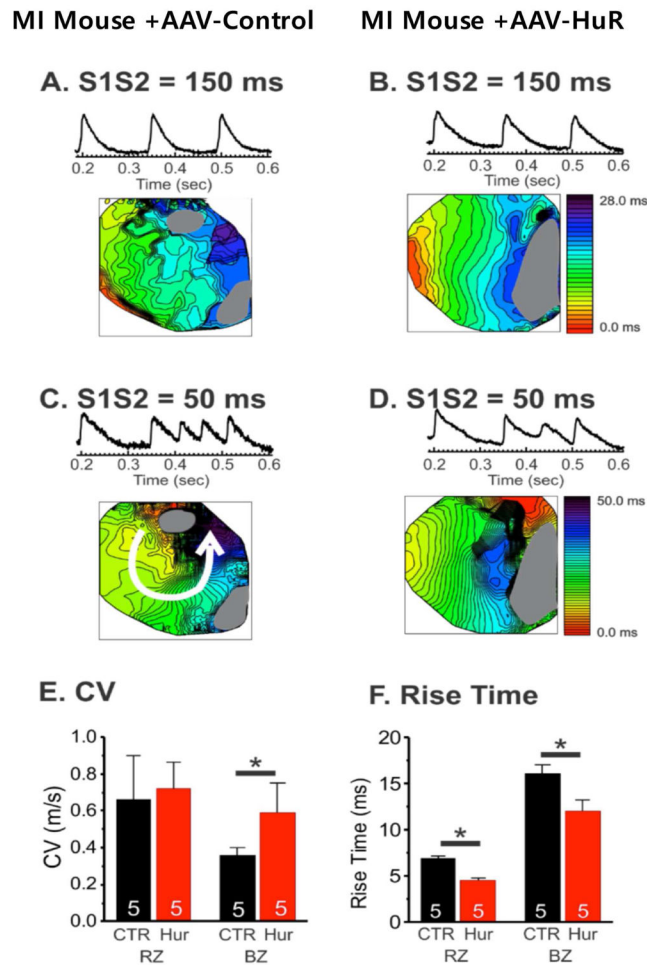 MI Mouse +AAV-Control MI Mouse +AAV-HuR
A. S1S2 = 150 ms B. S1S2 = 150 ms
0.2 0.3 0.4 0.5 0.6 0.2 0.3 0.4 0.5 0.6
Time (sec) Time (sec)
28.0 ms
0.0 ms
C. S1S2 = 50 ms D. S1S2 = 50 ms
0.2 0.3 0.4 0.5 0.6 0.2 0.3 0.4 0.5 0.6
Time (sec) Time (sec)
50.0 ms
0.0 ms
E. CV
1.0
0.8
0.6
0.4
0.2
0.0
CV (m/s)
*
5 5 5 5
CTR Hur CTR Hur
RZ BZ
F. Rise Time
20
15
10
5
0
Rise Time (ms)
* *
5 5 5 5
CTR Hur CTR Hur
RZ BZ